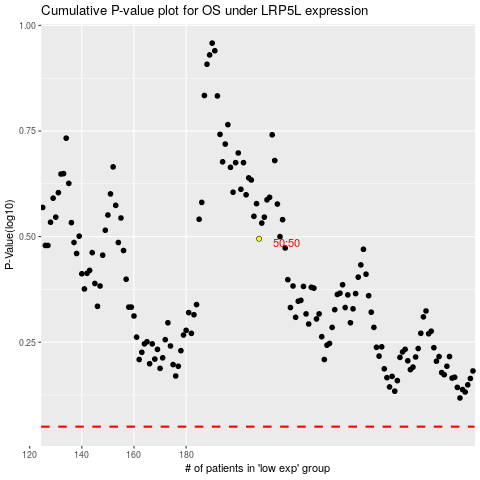 Cumulative P-value plot for OS under LRP5L expression
P-Value(log10)
1.00
0.75
0.50
0.25
50:50
120 140 160 180
# of patients in 'low exp' group